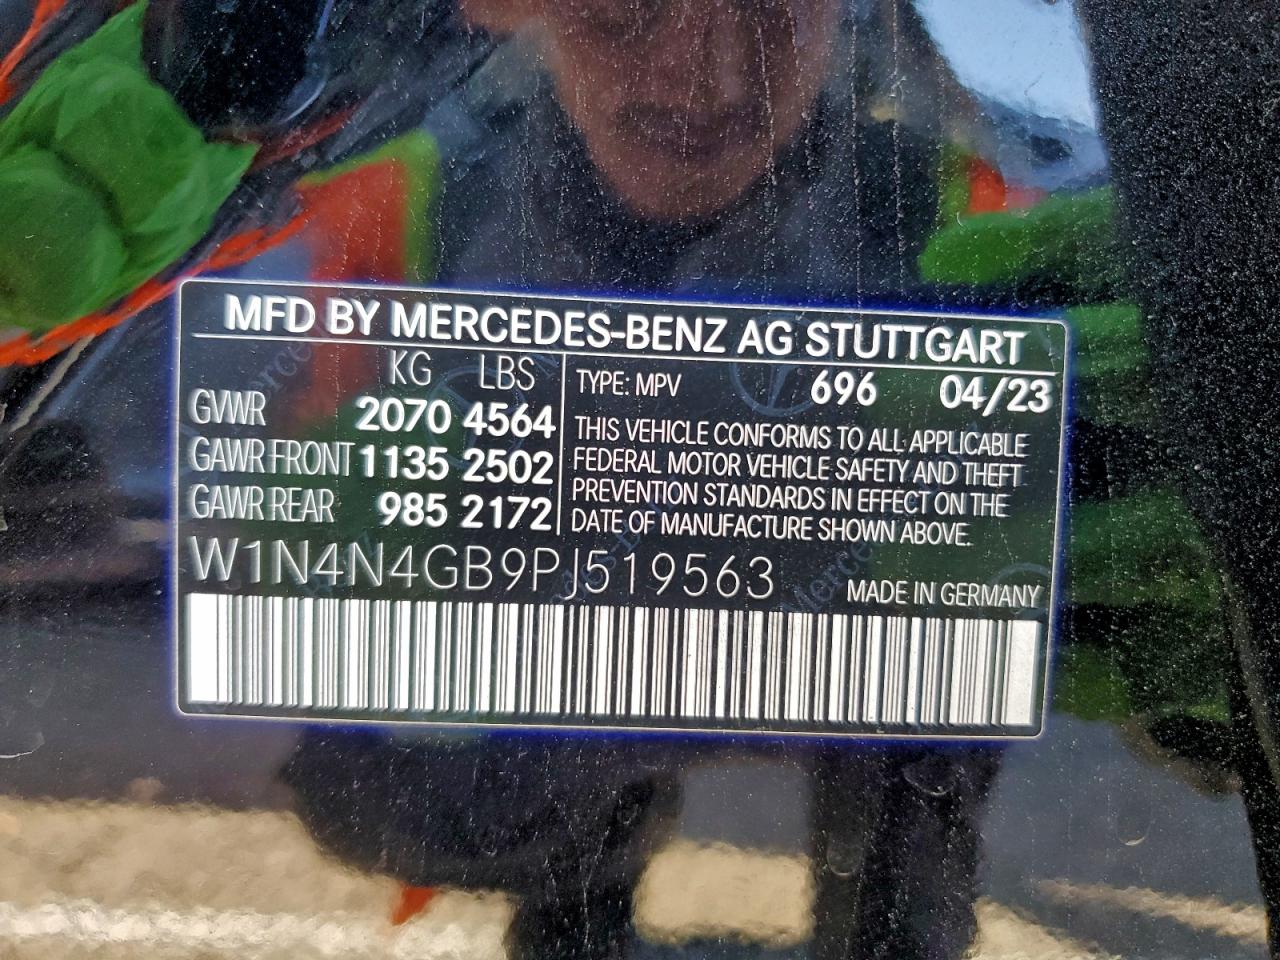 MFD BY MERCEDES-BENZ AG STUTTGART
KG LBS
GVWR 2070 4564
GAWR FRONT 1135 2502
GAWR REAR 985 2172
TYPE: MPV 696 04/23
THIS VEHICLE CONFORMS TO ALL APPLICABLE
FEDERAL MOTOR VEHICLE SAFETY AND THEFT
PREVENTION STANDARDS IN EFFECT ON THE
DATE OF MANUFACTURE SHOWN ABOVE.
W1N4N4GB9PJ519563 MADE IN GERMANY